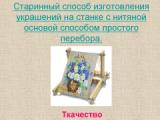 Старинный способ изготовления
украшений на станке с нитяной
основой способом простого
перебора.
Ткачество